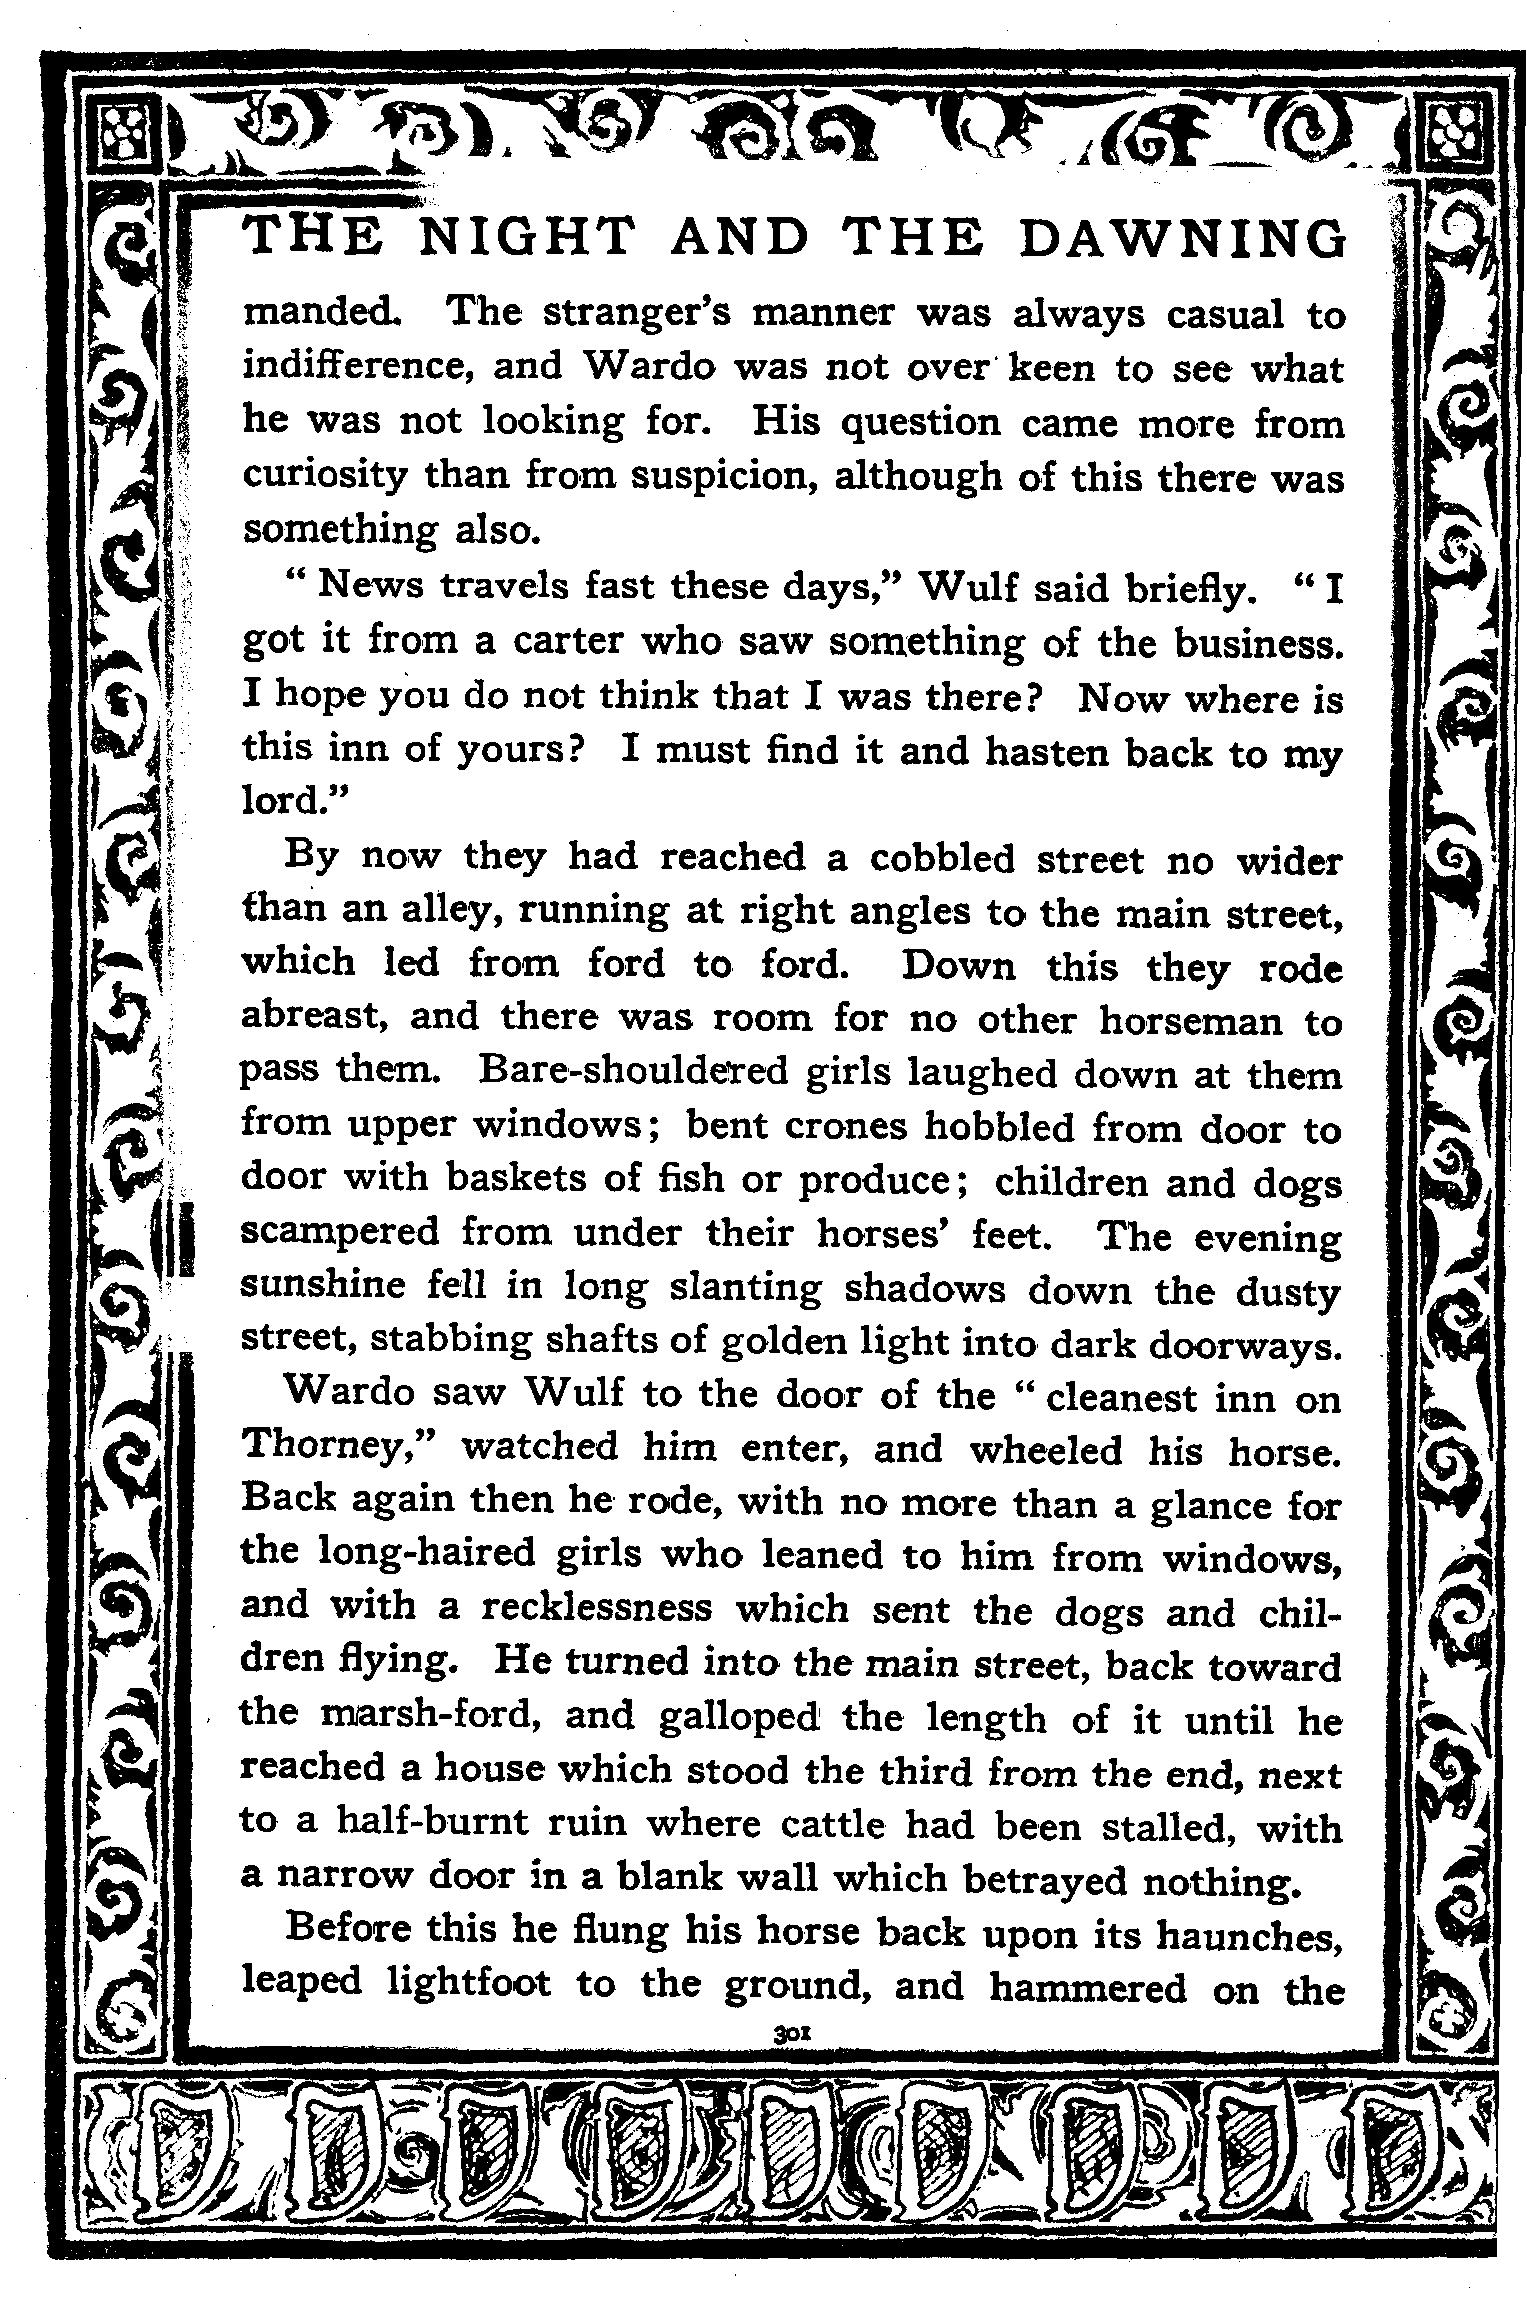 THE NIGHT AND THE DAWNING
manded. The stranger's manner was always casual to
indifference, and Wardo was not over keen to see what
he was not looking for. His question came more from
curiosity than from suspicion, although of this there was
something also.
“ News travels fast these days,” Wulf said briefly. “ I
got it from a carter who saw something of the business.
I hope you do not think that I was there? Now where is
this inn of yours? I must find it and hasten back to my
lord.”
By now they had reached a cobbled street no wider
than an alley, running at right angles to the main street,
which led from ford to ford. Down this they rode
abreast, and there was room for no other horseman to
pass them. Bare-shouldered girls laughed down at them
from upper windows; bent crones hobbled from door to
door with baskets of fish or produce; children and dogs
scampered from under their horses' feet. The evening
sunshine fell in long slanting shadows down the dusty
street, stabbing shafts of golden light into dark doorways.
Wardo saw Wulf to the door of the “ cleanest inn on
Thorney,” watched him enter, and wheeled his horse.
Back again then he rode, with no more than a glance for
the long-haired girls who leaned to him from windows,
and with a recklessness which sent the dogs and chil-
dren flying. He turned into the main street, back toward
the marsh-ford, and galloped the length of it until he
reached a house which stood the third from the end, next
to a half-burnt ruin where cattle had been stalled, with
a narrow door in a blank wall which betrayed nothing.
Before this he flung his horse back upon its haunches,
leaped lightfoot to the ground, and hammered on the
301